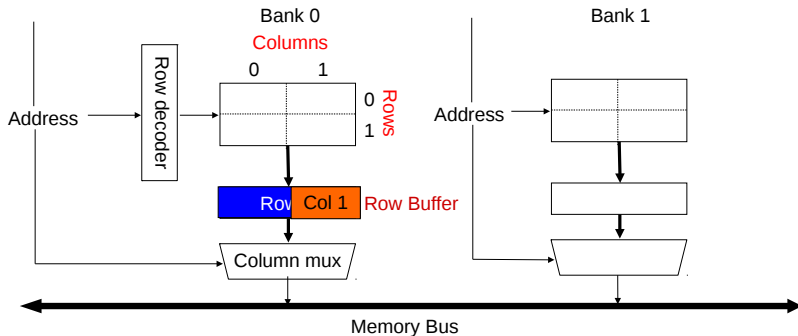 Bank 0
Bank 1
Columns
0 1
Row decoder
0
1
Rows
Address
Address
Col 1
Row Buffer
Column mux
Memory Bus